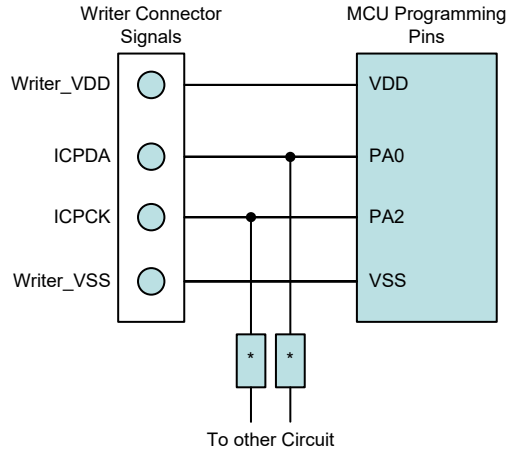 Writer Connector
Signals
MCU Programming
Pins
Writer_VDD
VDD
ICPDA
PA0
ICPCK
PA2
Writer_VSS
VSS
*
*
To other Circuit